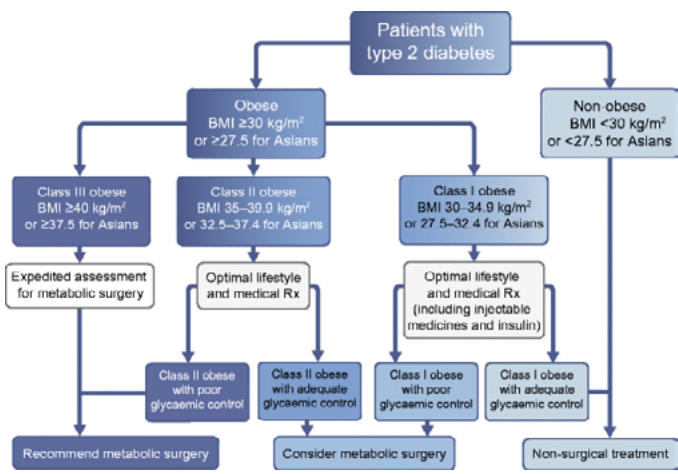 Patients with
type 2 diabetes
Obese
BMI ≥30 kg/m²
or ≥27.5 for Asians
Non-obese
BMI <30 kg/m²
or <27.5 for Asians
Class III obese
BMI ≥40 kg/m²
or ≥37.5 for Asians
Class II obese
BMI 35–39.9 kg/m²
or 32.5–37.4 for Asians
Class I obese
BMI 30–34.9 kg/m²
or 27.5–32.4 for Asians
Expedited assessment
for metabolic surgery
Optimal lifestyle
and medical Rx
Optimal lifestyle
and medical Rx
(including injectable
medicines and insulin)
Class II obese
with poor
glycaemic control
Class II obese
with adequate
glycaemic control
Class I obese
with poor
glycaemic control
Class I obese
with adequate
glycaemic control
Recommend metabolic surgery
Consider metabolic surgery
Non-surgical treatment